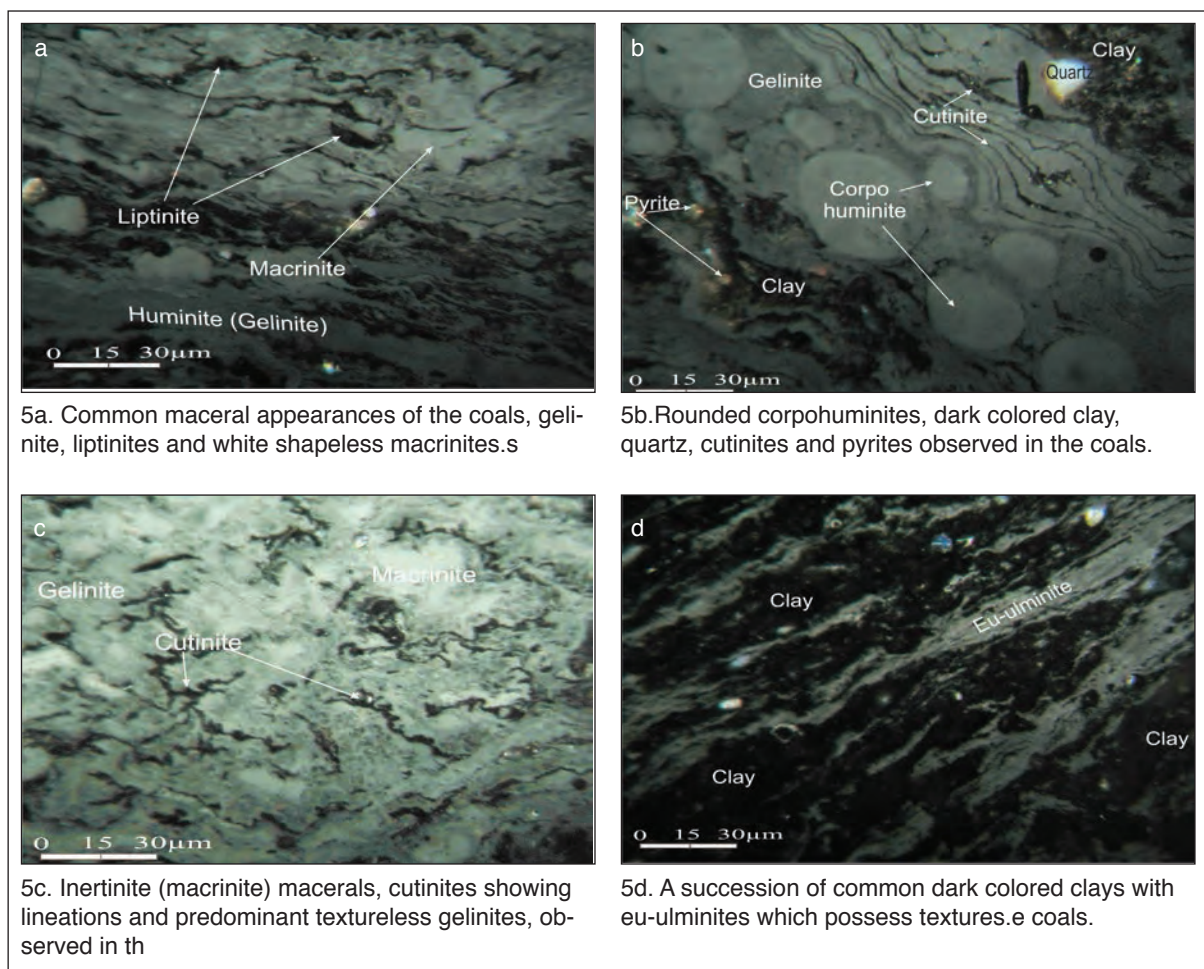 a
Liptinite
Macrinite
Huminite (Gelinite)
0 15 30μm
5a. Common maceral appearances of the coals, geli-
nite, liptinites and white shapeless macrinites.s
b
Clay
Quartz
Gelinite
Cutinite
Corpo
huminite
Pyrite
Clay
0 15 30μm
5b.Rounded corpohuminites, dark colored clay,
quartz, cutinites and pyrites observed in the coals.
c
Macrinite
Gelinite
Cutinite
0 15 30μm
5c. Inertinite (macrinite) macerals, cutinites showing
lineations and predominant textureless gelinites, ob-
served in th
d
Clay
Eu-ulminite
Clay
Clay
0 15 30μm
5d. A succession of common dark colored clays with
eu-ulminites which possess textures.e coals.